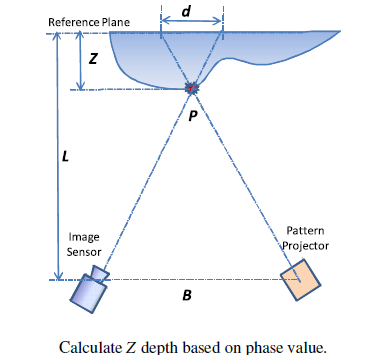 d
Reference Plane
Z
P
L
Image
Sensor
Pattern
Projector
B
Calculate Z depth based on phase value.